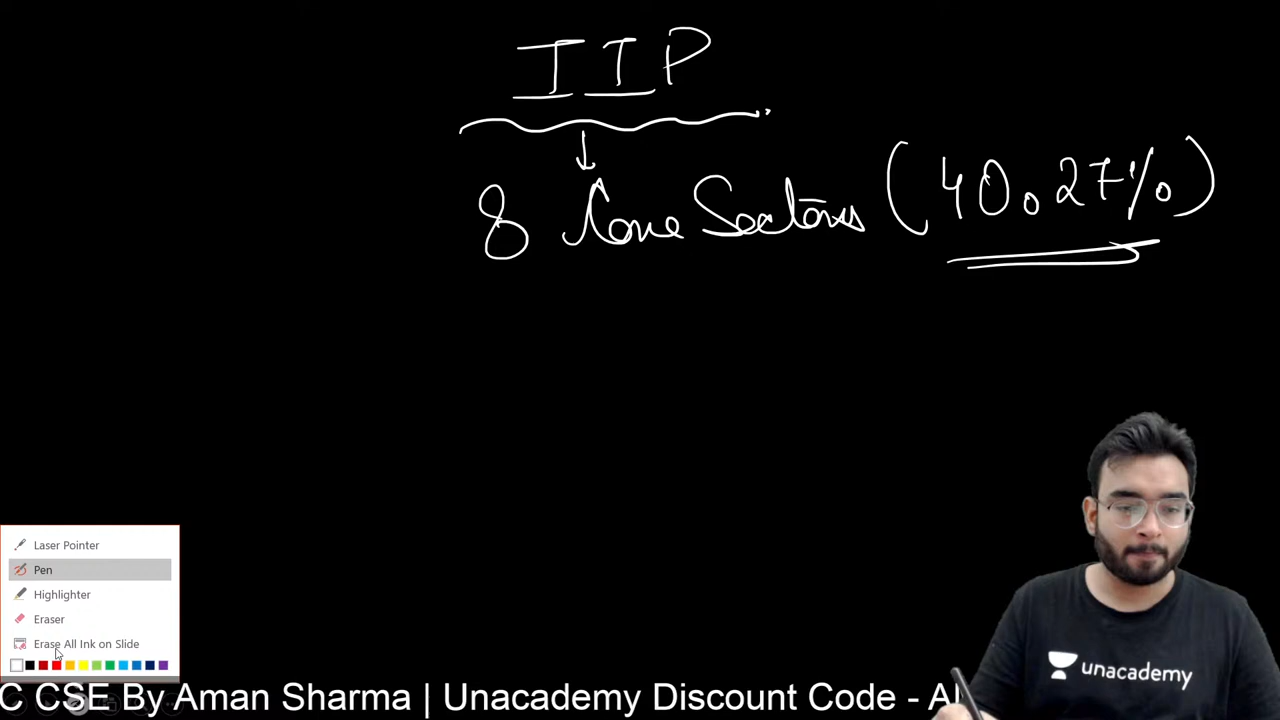 IIP
8 Core Sectors (40.27%)
Laser Pointer
Pen
Highlighter
Eraser
Erase All Ink on Slide
unacademy
C CSE By Aman Sharma | Unacademy Discount Code - A